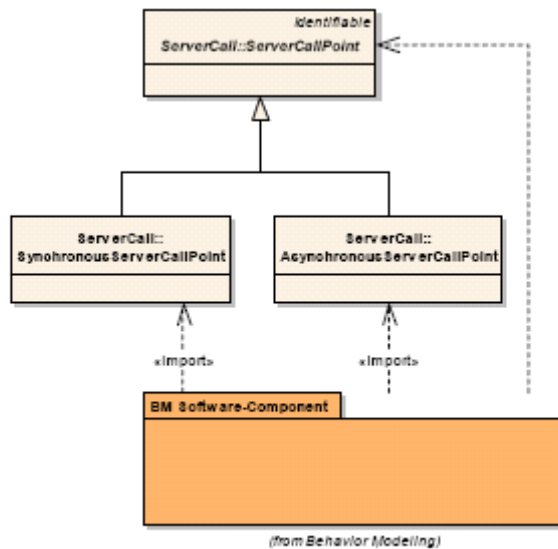 Identifiable
ServerCall::ServerCallPoint
ServerCall::
SynchronousServerCallPoint
ServerCall::
AsynchronousServerCallPoint
«import»
«import»
BM Software-Component
(from Behavior Modeling)